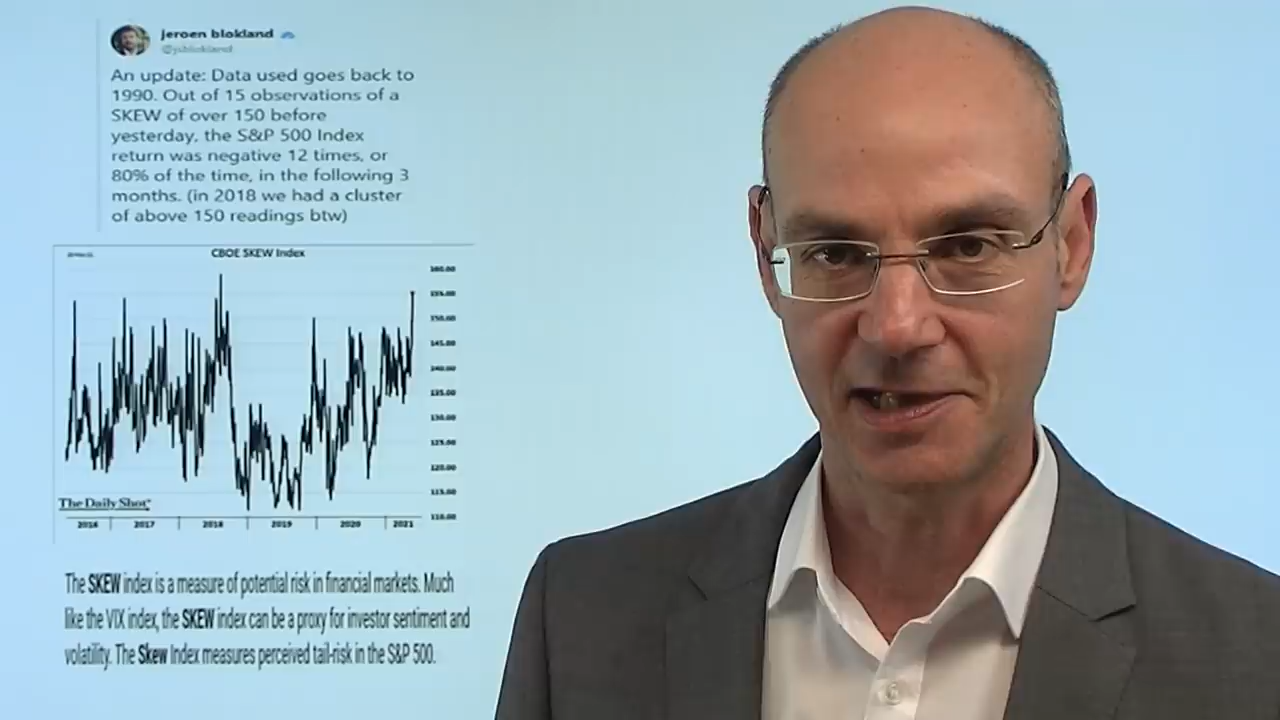 jeroen blokland
@jsblokland
An update: Data used goes back to
1990. Out of 15 observations of a
SKEW of over 150 before
yesterday, the S&P 500 Index
return was negative 12 times, or
80% of the time, in the following 3
months. (in 2018 we had a cluster
of above 150 readings btw)
CBOE SKEW Index
160.00
155.00
150.00
145.00
140.00
135.00
130.00
125.00
120.00
115.00
110.00
The Daily Shot
2016 2017 2018 2019 2020 2021
The SKEW index is a measure of potential risk in financial markets. Much
like the VIX index, the SKEW index can be a proxy for investor sentiment and
volatility. The Skew Index measures perceived tail-risk in the S&P 500.